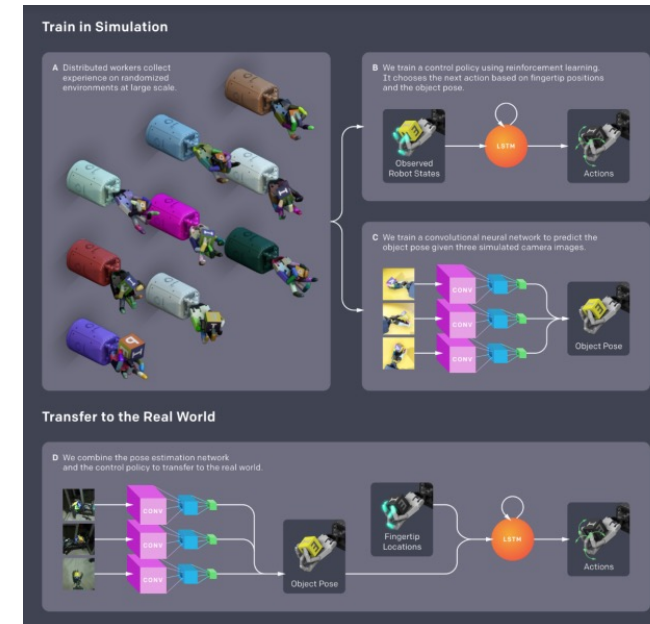 Train in Simulation
A Distributed workers collect
experience on randomized
environments at large scale.
B We train a control policy using reinforcement learning.
It chooses the next action based on fingertip positions
and the object pose.
Observed
Robot States
LSTM
Actions
C We train a convolutional neural network to predict the
object pose given three simulated camera images.
CONV
CONV
CONV
Object Pose
Transfer to the Real World
D We combine the pose estimation network
and the control policy to transfer to the real world.
CONV
CONV
CONV
Object Pose
Fingertip
Locations
LSTM
Actions